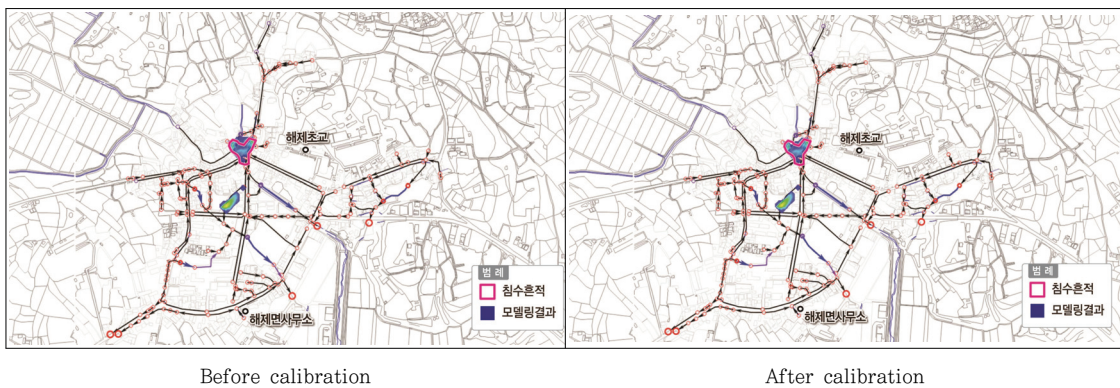 해제초교
범 례
침수흔적
모델링결과
해제면사무소
해제초교
범 례
침수흔적
모델링결과
해제면사무소
Before calibration
After calibration